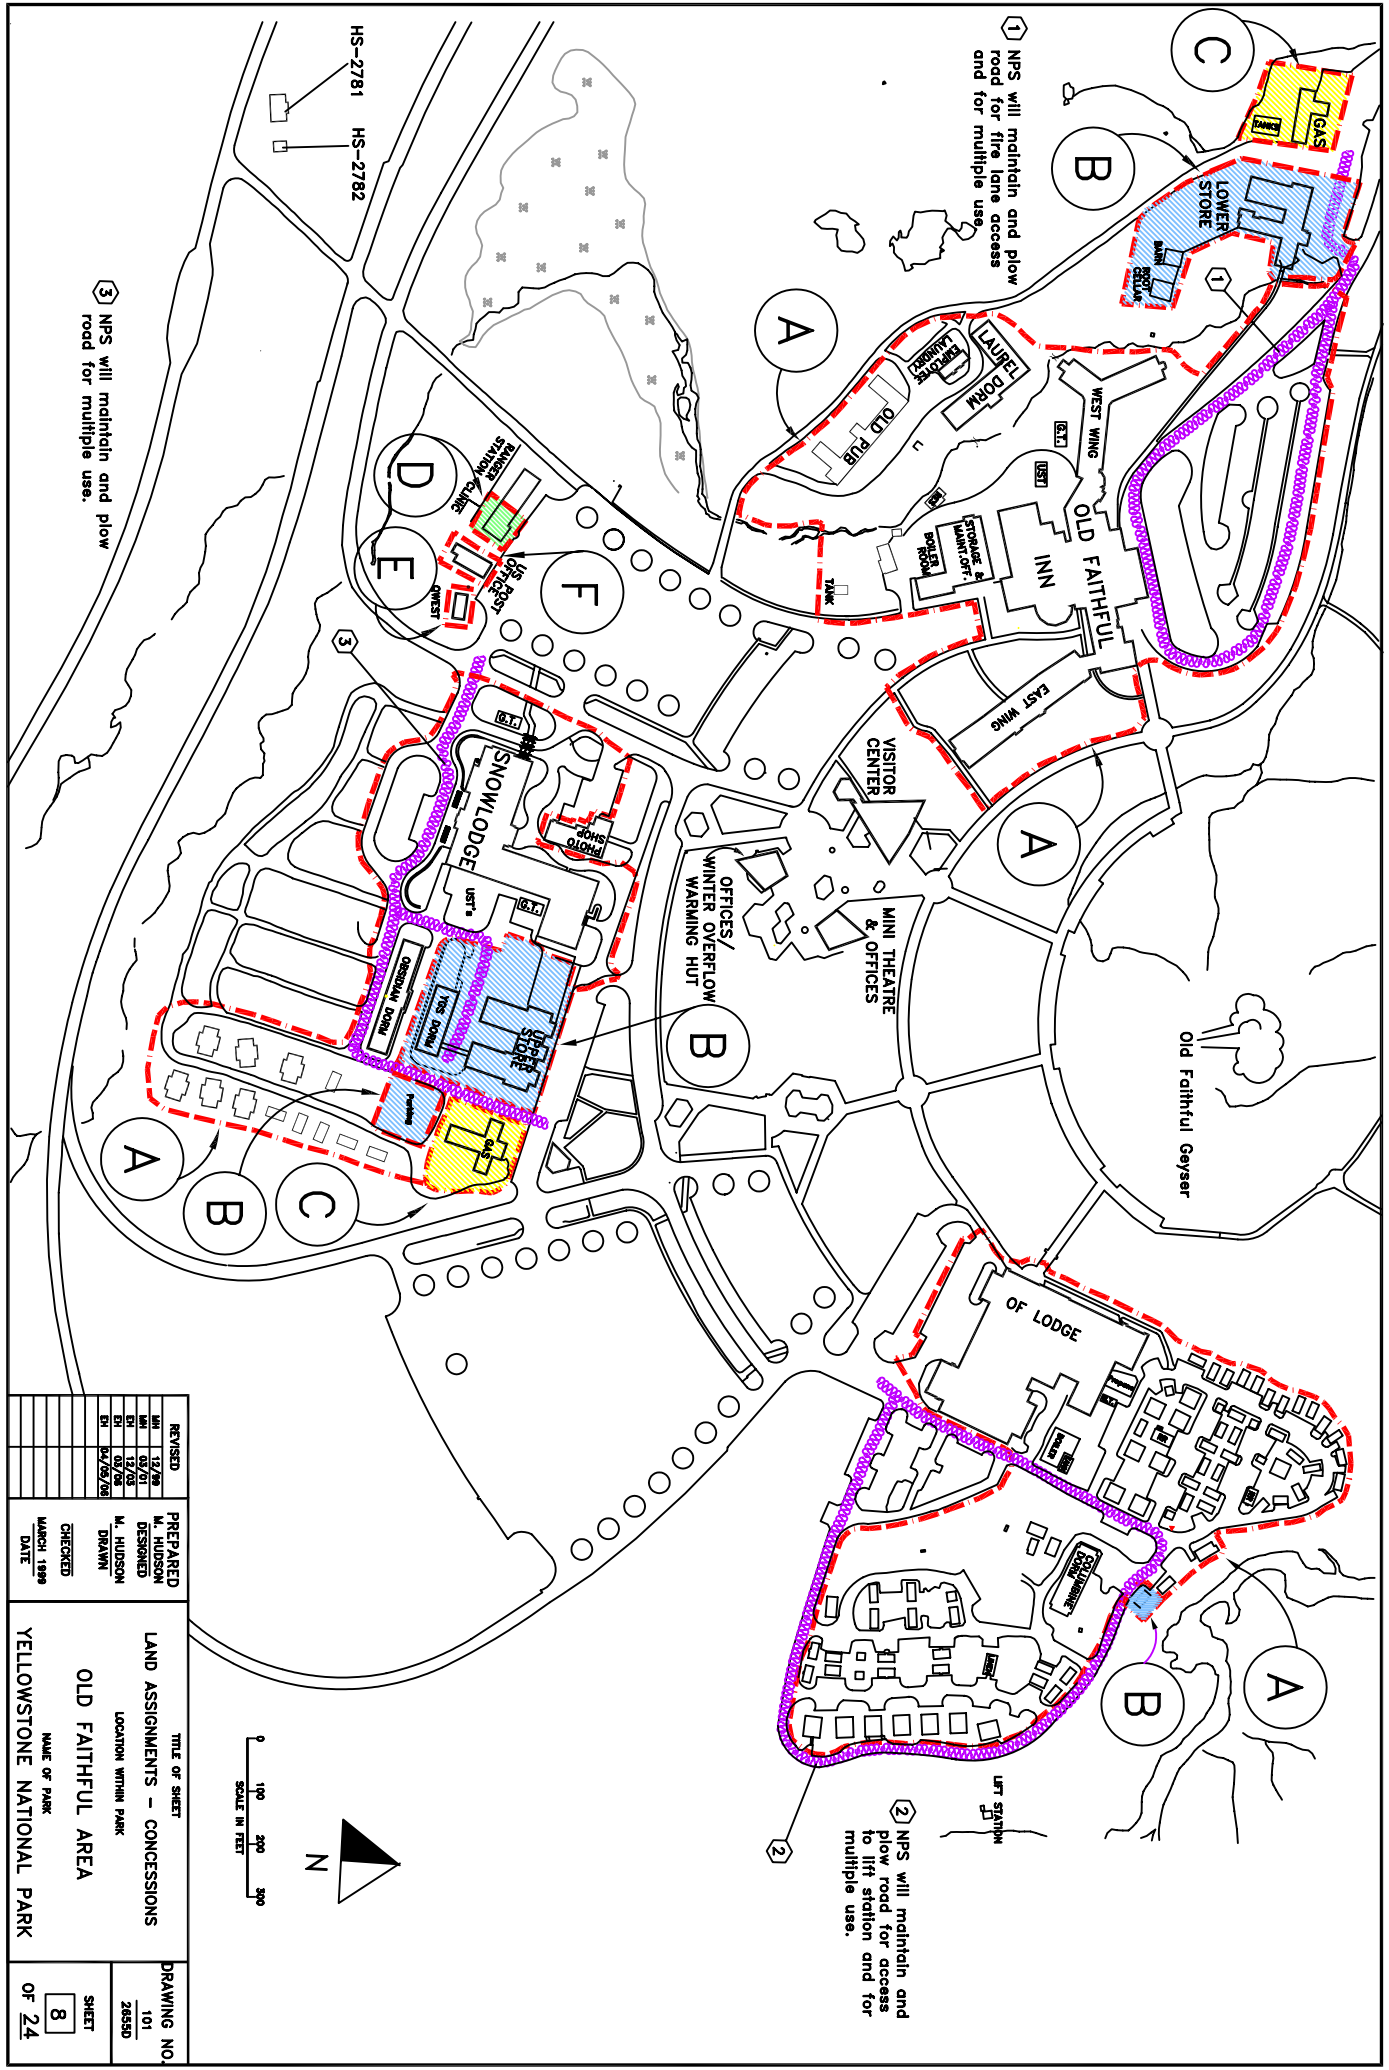 HS-2781
HS-2782
1 NPS will maintain and plow
road for fire lane access
and for multiple use
C
GAS
TANKS
B
LOWER
STORE
BARN
ROOT
CELLAR
1
A
LAUREL DORM
EMPLOYEE
LAUNDRY
OLD PUB
WEST WING
G.T.
UST
OLD FAITHFUL
INN
STORAGE &
MAINT.OFF.
BOILER
ROOM
TANK
EAST WING
3 NPS will maintain and plow
road for multiple use.
RANGER
STATION/CLINIC
D
E
F
US POST
OFFICE
QWEST
3
VISITOR
CENTER
A
G.T.
SNOWLODGE
PHOTO
SHOP
UST's
G.T.
OFFICES/
WINTER OVERFLOW
WARMING HUT
MINI THEATRE
& OFFICES
OBSIDIAN DORM
YGS DORM
UPPER
STORE
B
Parking
GAS
A
B
C
Old Faithful Geyser
OF LODGE
Propane
BOILER
COLUMBINE
DORM
LINEN
A
B
LIFT STATION
2
2 NPS will maintain and
plow road for access
to lift station and for
multiple use.
0 100 200 300
SCALE IN FEET
N
REVISED
MH 12/99
MH 03/01
EH 12/03
EH 03/06
EH 04/05/06
PREPARED
M. HUDSON
DESIGNED
M. HUDSON
DRAWN
CHECKED
MARCH 1999
DATE
TITLE OF SHEET
LAND ASSIGNMENTS - CONCESSIONS
LOCATION WITHIN PARK
OLD FAITHFUL AREA
NAME OF PARK
YELLOWSTONE NATIONAL PARK
DRAWING NO.
101
2655D
SHEET
8
OF 24